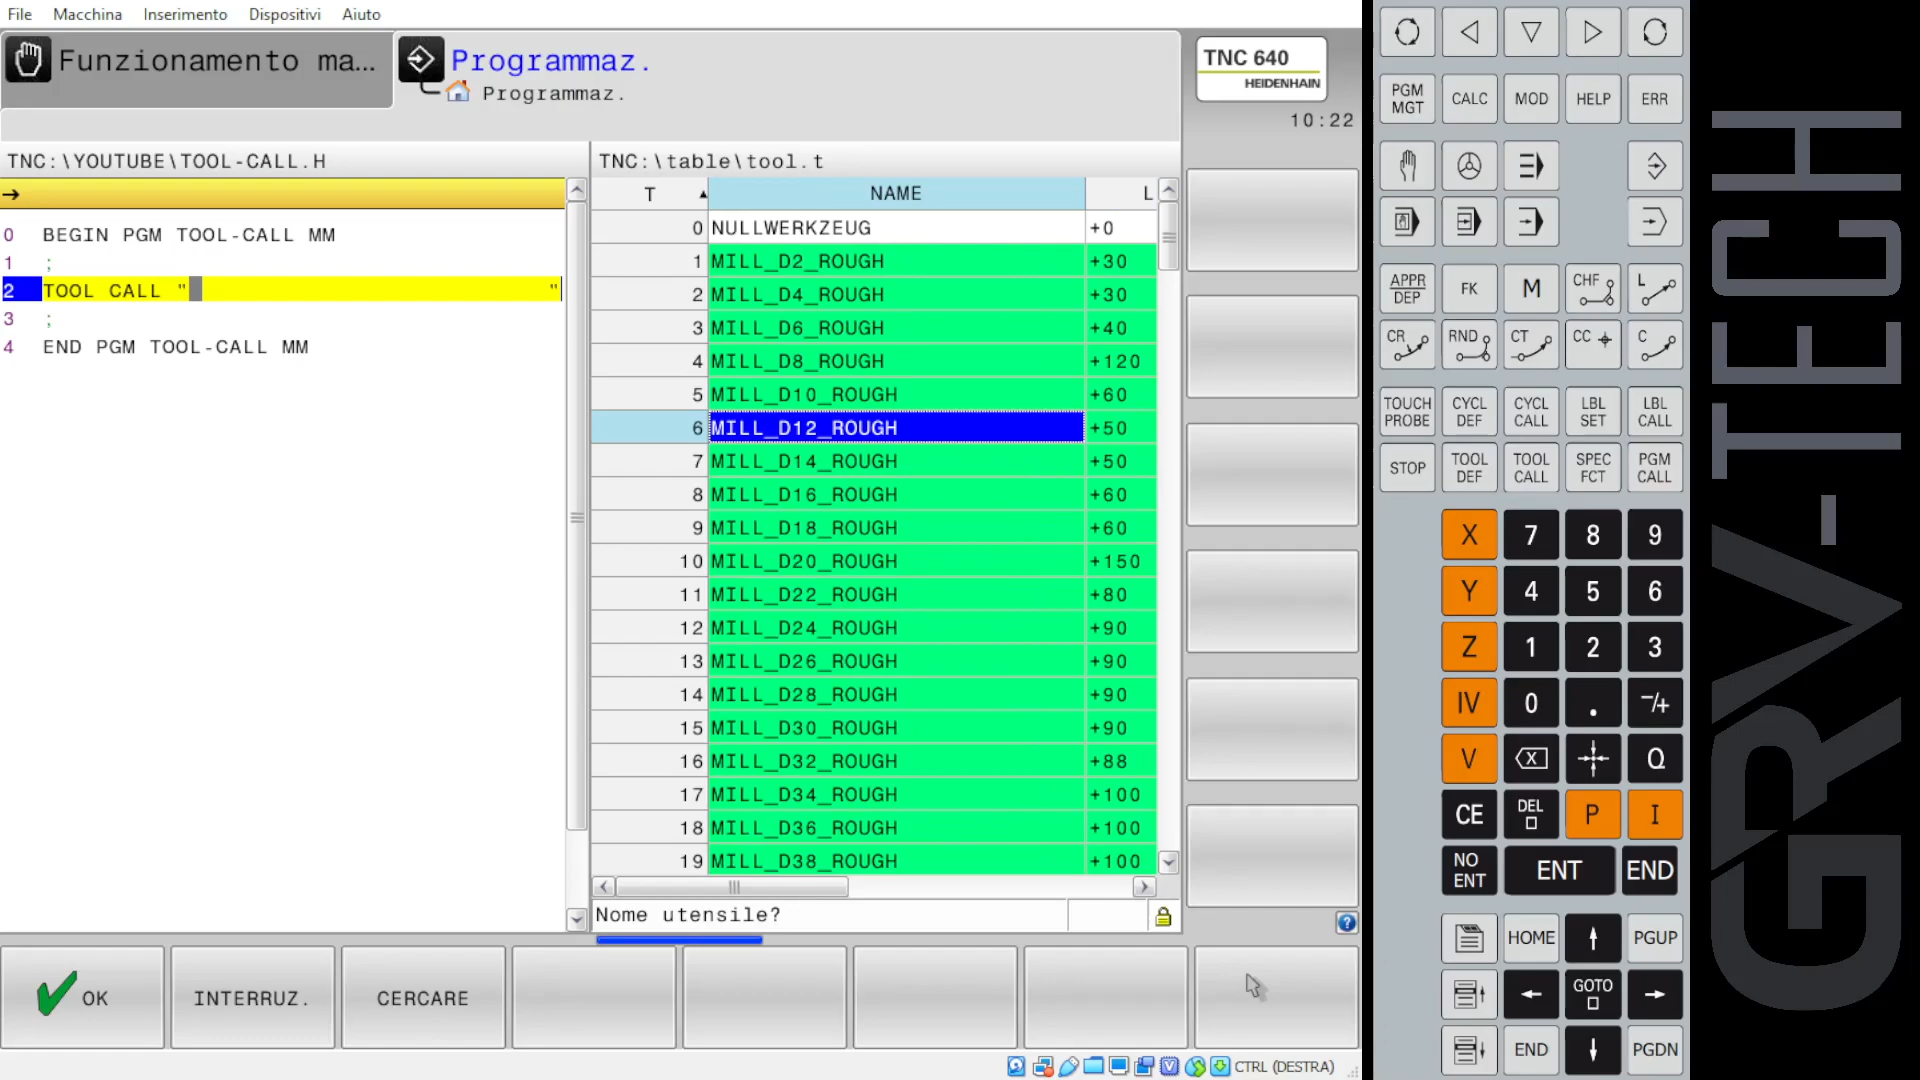 File Macchina Inserimento Dispositivi Aiuto
Funzionamento ma...
Programmaz.
Programmaz.
TNC 640
HEIDENHAIN
10:22
TNC:\YOUTUBE\TOOL-CALL.H
0 BEGIN PGM TOOL-CALL MM
1 ;
2 TOOL CALL " "
3 ;
4 END PGM TOOL-CALL MM
TNC:\table\tool.t
T NAME L
0 NULLWERKZEUG +0
1 MILL_D2_ROUGH +30
2 MILL_D4_ROUGH +30
3 MILL_D6_ROUGH +40
4 MILL_D8_ROUGH +120
5 MILL_D10_ROUGH +60
6 MILL_D12_ROUGH +50
7 MILL_D14_ROUGH +50
8 MILL_D16_ROUGH +60
9 MILL_D18_ROUGH +60
10 MILL_D20_ROUGH +150
11 MILL_D22_ROUGH +80
12 MILL_D24_ROUGH +90
13 MILL_D26_ROUGH +90
14 MILL_D28_ROUGH +90
15 MILL_D30_ROUGH +90
16 MILL_D32_ROUGH +88
17 MILL_D34_ROUGH +100
18 MILL_D36_ROUGH +100
19 MILL_D38_ROUGH +100
Nome utensile?
OK INTERRUZ. CERCARE
CTRL (DESTRA)
PGM MGT CALC MOD HELP ERR
APPR DEP FK M CHF L
CR RND CT CC C
TOUCH PROBE CYCL DEF CYCL CALL LBL SET LBL CALL
STOP TOOL DEF TOOL CALL SPEC FCT PGM CALL
X 7 8 9
Y 4 5 6
Z 1 2 3
IV 0 . -/+
V X Q
CE DEL P I
NO ENT ENT END
HOME PGUP
GOTO
END PGDN
GRV-TECH